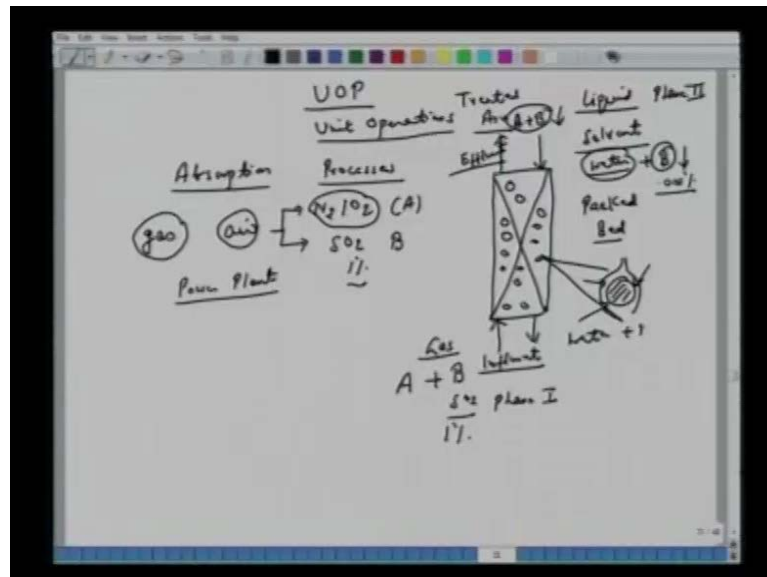 UOP
Unit Operations
Processes
Absorption
gas air
N2/O2 (A)
SO2 B
1%
Power Plant
Treated
Air A+B ↓
Effluent
Liquid Phase II
Solvent
water + B ↓
.001%
Packed
Bed
water +
Gas
A + B Influent
SO2 Phase I
1%.